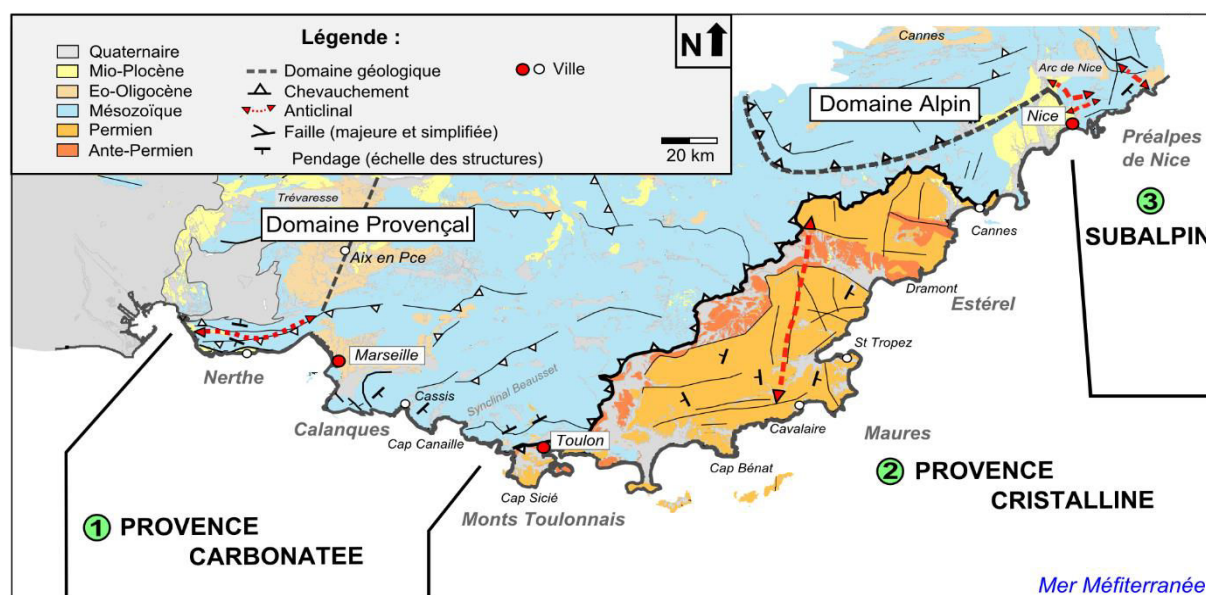 Légende :
N
Quaternaire
Mio-Plocène
Eo-Oligocène
Mésozoïque
Permien
Ante-Permien
Domaine géologique
Chevauchement
Anticlinal
Faille (majeure et simplifiée)
Pendage (échelle des structures)
Ville
20 km
Cannes
Arc de Nice
Domaine Alpin
Nice
Préalpes
de Nice
3
SUBALPIN
Trévaresse
Domaine Provençal
Aix en Pce
Cannes
Dramont
Estérel
St Tropez
Marseille
Nerthe
Cassis
Synclinal Beausset
Calanques
Cap Canaille
Toulon
Cavalaire
Maures
Cap Bénat
Cap Sicié
Monts Toulonnais
1 PROVENCE
CARBONATEE
2 PROVENCE
CRISTALLINE
Mer Méfiterranée